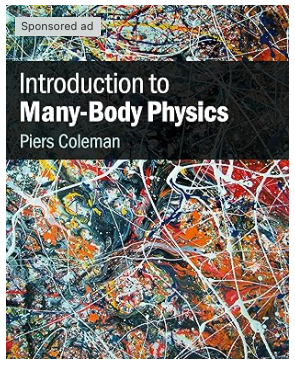 Sponsored ad
Introduction to
Many-Body Physics
Piers Coleman